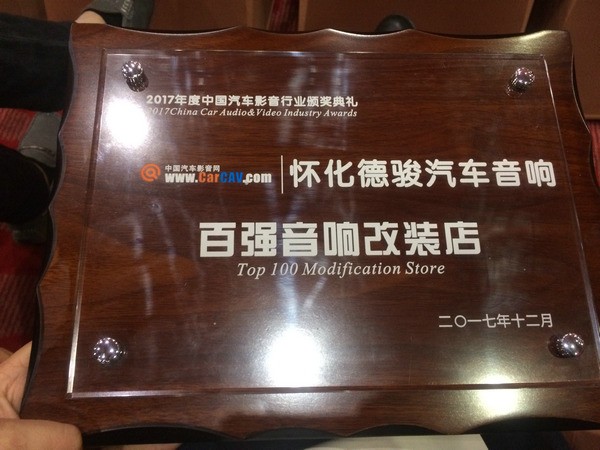 2017年度中国汽车影音行业颁奖典礼
2017China Car Audio&Video Industry Awards
中国汽车影音网
www.CarCAV.com
怀化德骏汽车音响
百强音响改装店
Top 100 Modification Store
二〇一七年十二月